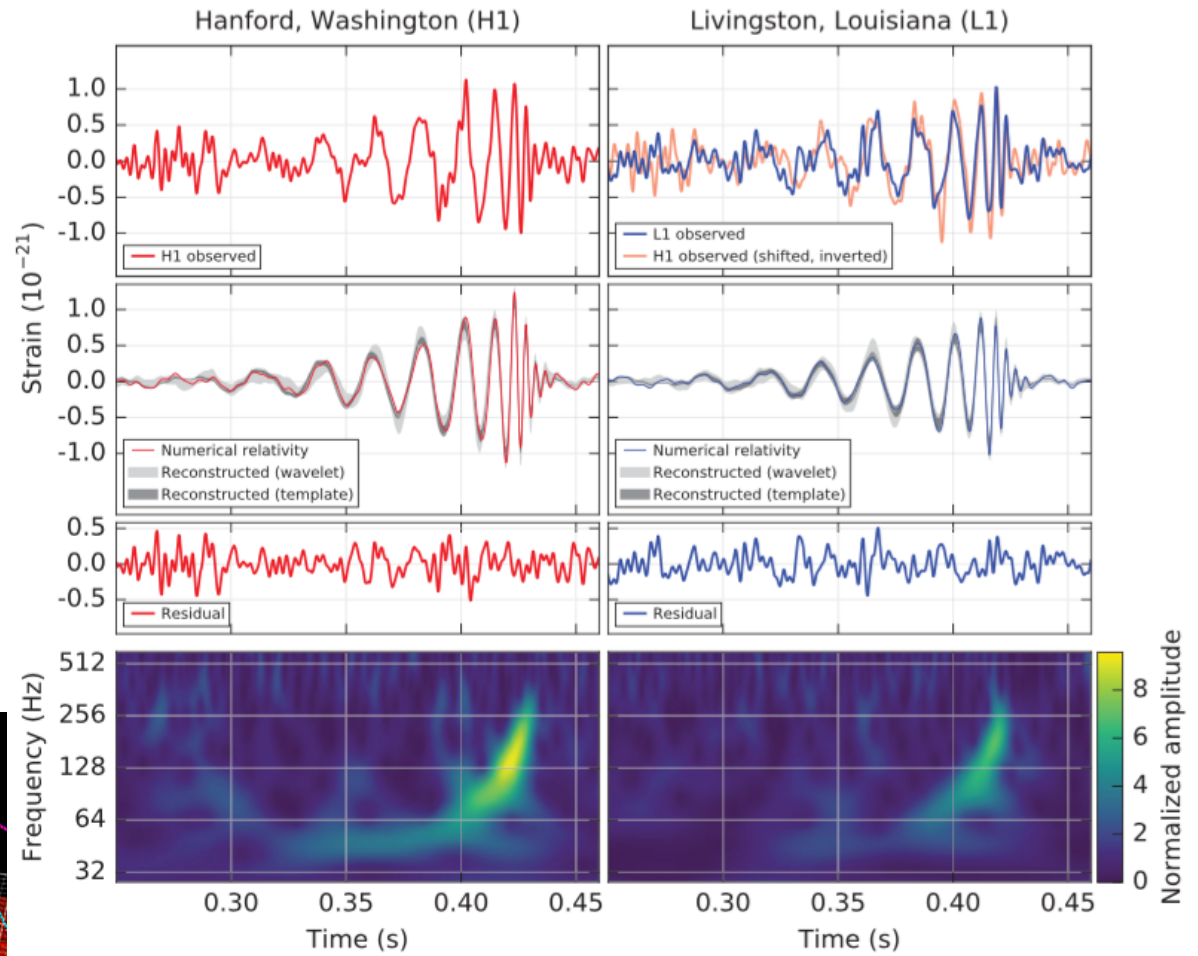 Hanford, Washington (H1)
Livingston, Louisiana (L1)
Strain (10⁻²¹)
1.0
0.5
0.0
-0.5
-1.0
H1 observed
L1 observed
H1 observed (shifted, inverted)
1.0
0.5
0.0
-0.5
-1.0
Numerical relativity
Reconstructed (wavelet)
Reconstructed (template)
Numerical relativity
Reconstructed (wavelet)
Reconstructed (template)
0.5
0.0
-0.5
Residual
Residual
Frequency (Hz)
512
256
128
64
32
0.30
0.35
0.40
0.45
Time (s)
0.30
0.35
0.40
0.45
Time (s)
8
6
4
2
0
Normalized amplitude